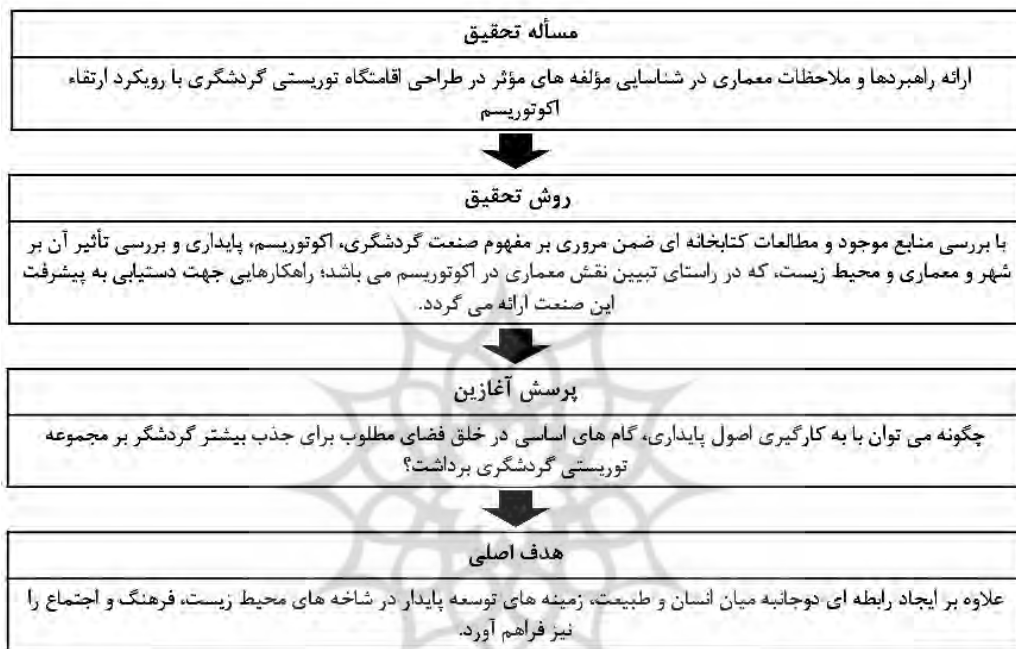 مسأله تحقیق
ارائه راهبردها و ملاحظات معماری در شناسایی مؤلفه های مؤثر در طراحی اقامتگاه توریستی گردشگری با رویکرد ارتقاء
اکوتوریسم
روش تحقیق
با بررسی منابع موجود و مطالعات کتابخانه ای ضمن مروری بر مفهوم صنعت گردشگری، اکوتوریسم، پایداری و بررسی تأثیر آن بر
شهر و معماری و محیط زیست، که در راستای تبیین نقش معماری در اکوتوریسم می باشد؛ راهکارهایی جهت دستیابی به پیشرفت
این صنعت ارائه می گردد.
پرسش آغازین
چگونه می توان با به کارگیری اصول پایداری، گام های اساسی در خلق فضای مطلوب برای جذب بیشتر گردشگر بر مجموعه
توریستی گردشگری برداشت؟
هدف اصلی
علاوه بر ایجاد رابطه ای دوجانبه میان انسان و طبیعت، زمینه های توسعه پایدار در شاخه های محیط زیست، فرهنگ و اجتماع را
نیز فراهم آورد.